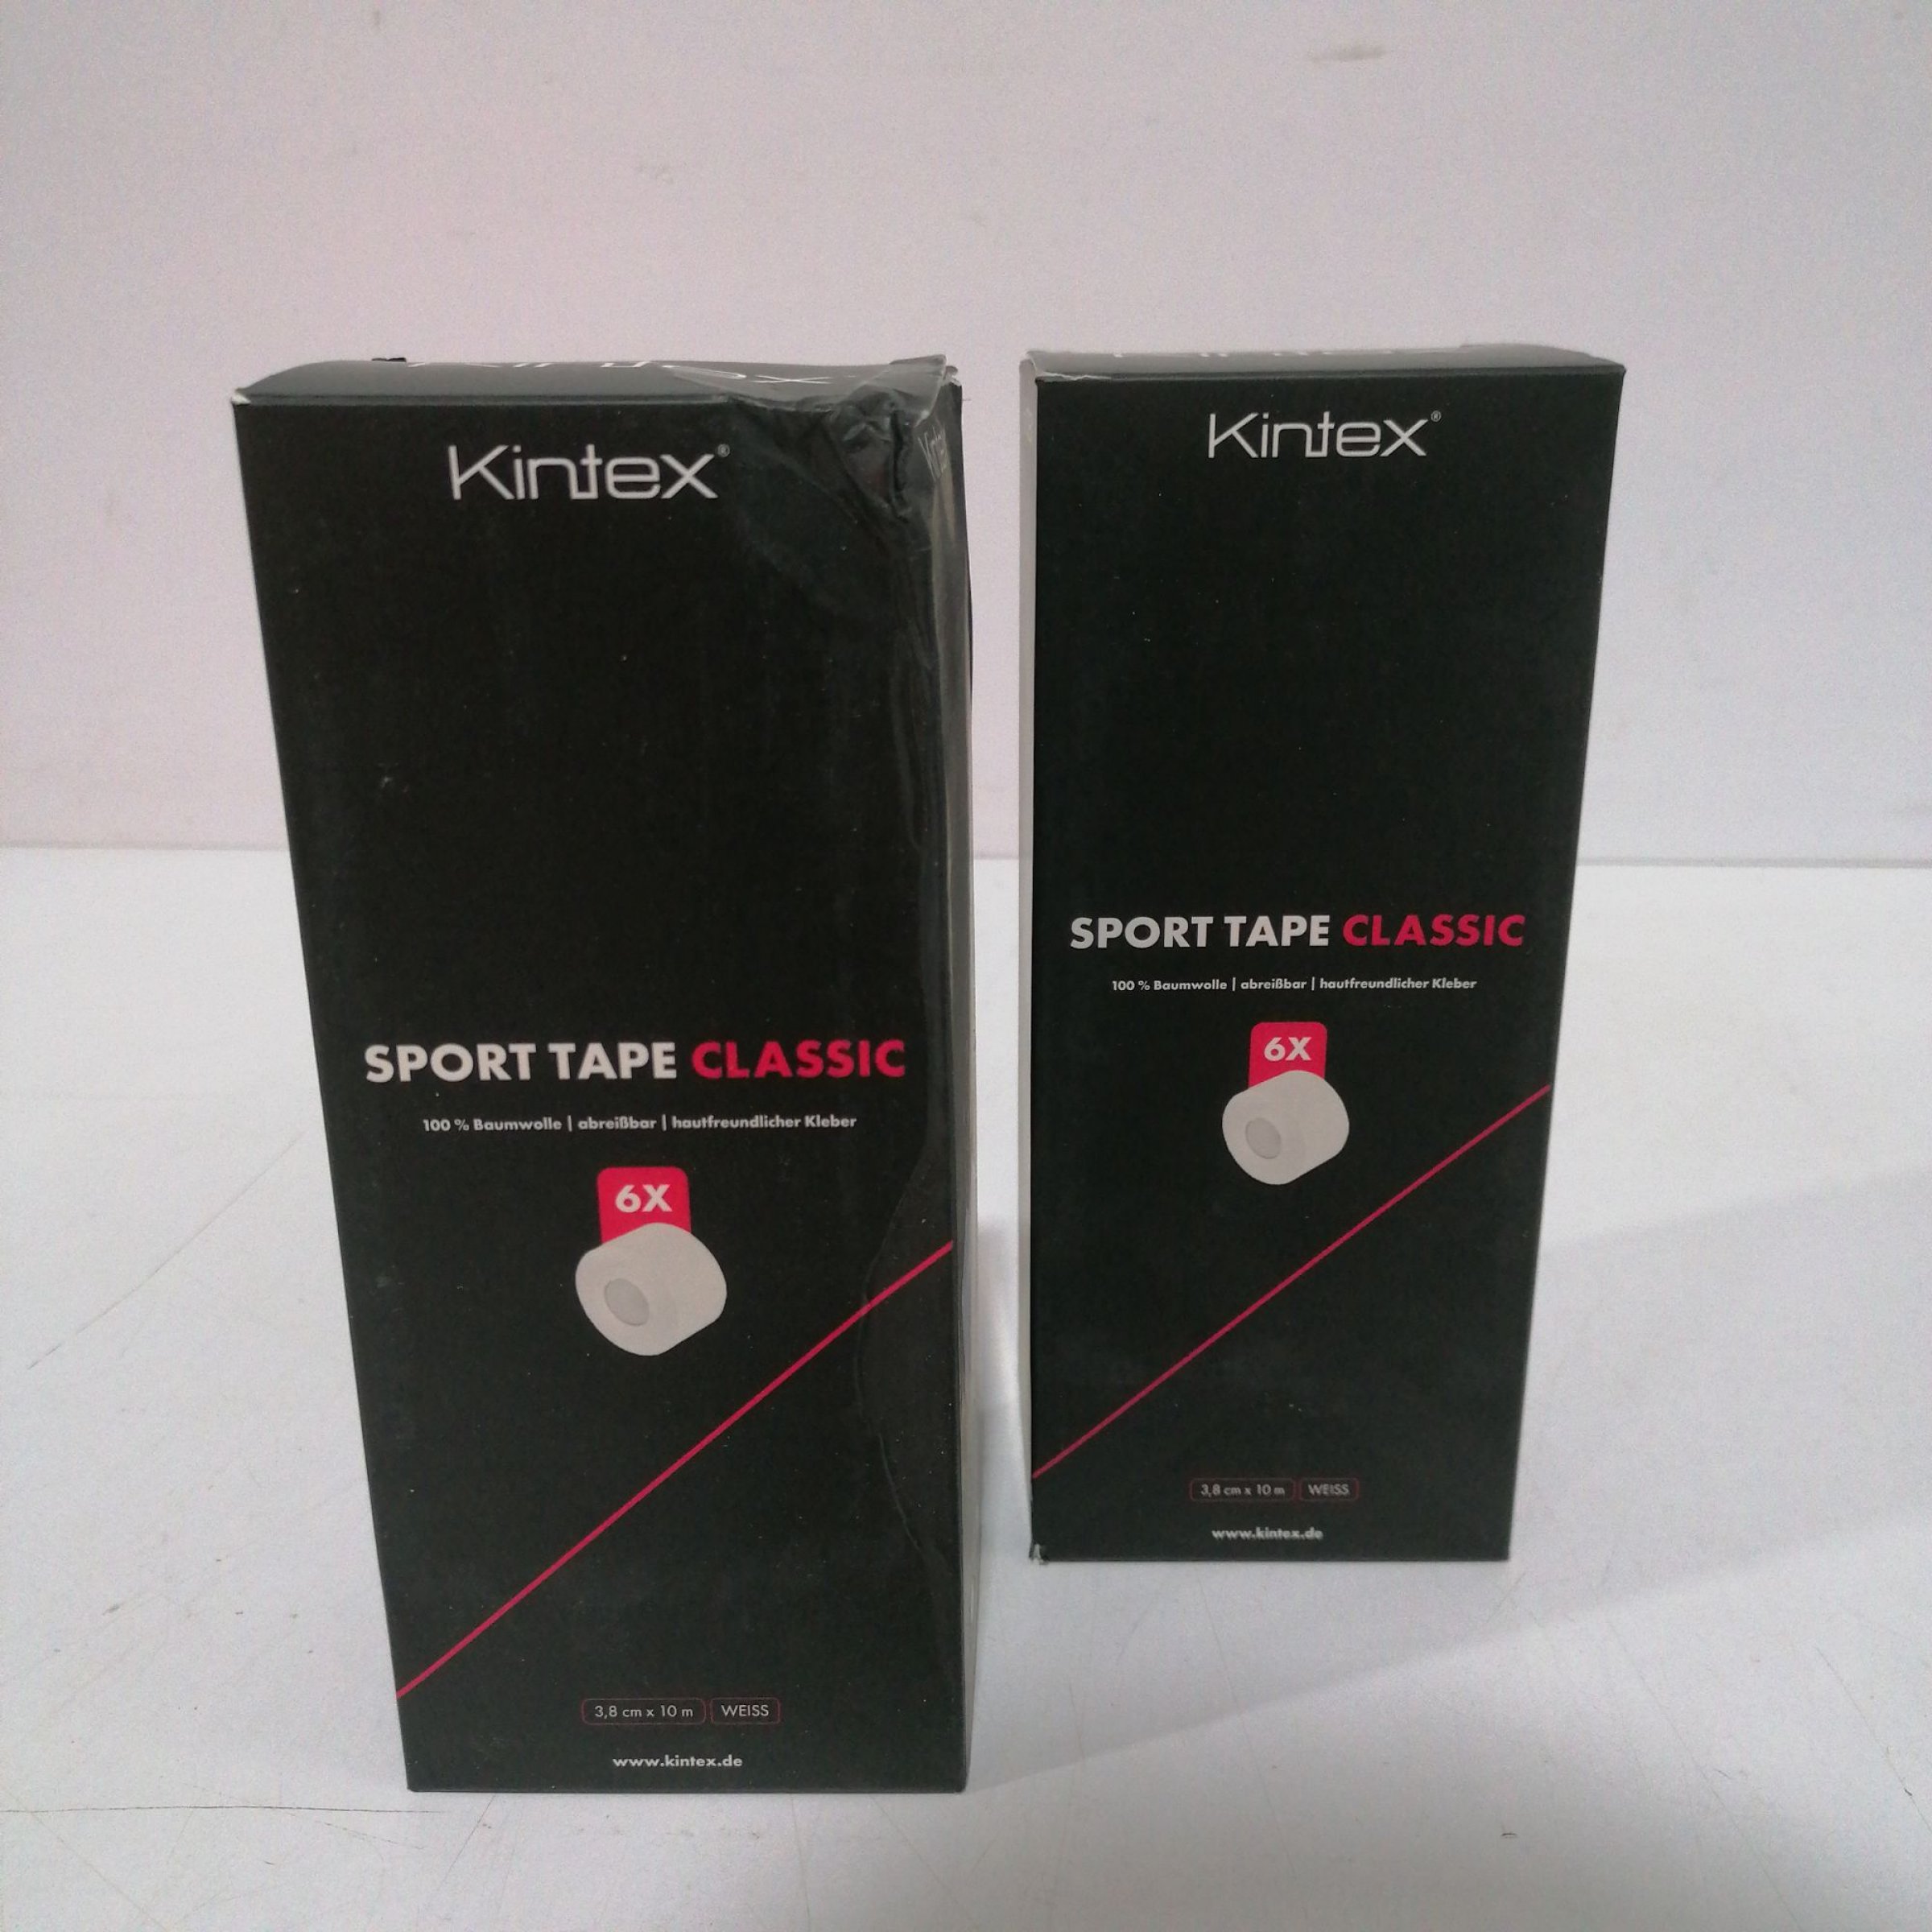 Kintex®
SPORT TAPE CLASSIC
100 % Baumwolle | abreißbar | hautfreundlicher Kleber
6X
3,8 cm x 10 m WEISS
www.kintex.de
Kintex®
SPORT TAPE CLASSIC
100 % Baumwolle | abreißbar | hautfreundlicher Kleber
6X
3,8 cm x 10 m WEISS
www.kintex.de